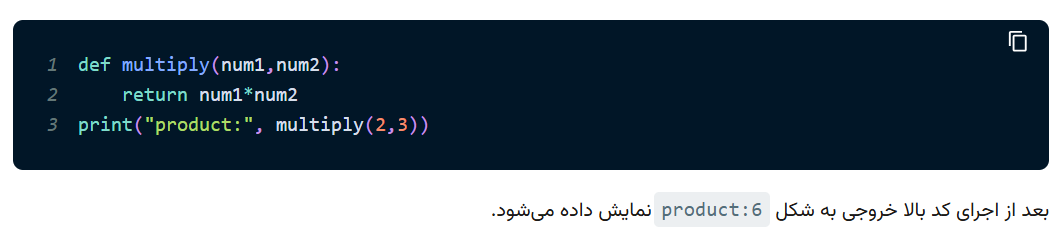 1 def multiply(num1,num2):
2     return num1*num2
3 print("product:", multiply(2,3))
بعد از اجرای کد بالا خروجی به شکل product:6 نمایش داده می‌شود.